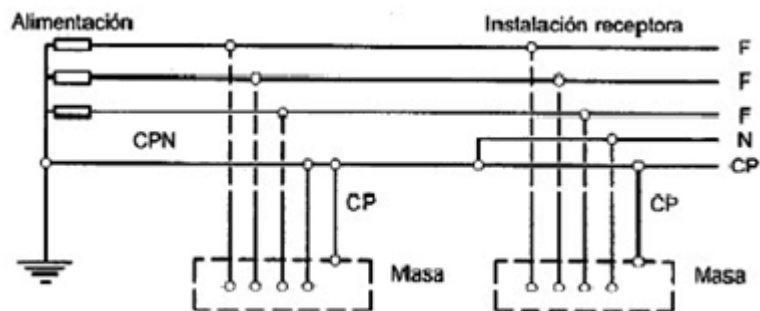 Alimentación
Instalación receptora
F
F
F
CPN
N
CP
CP
CP
Masa
Masa